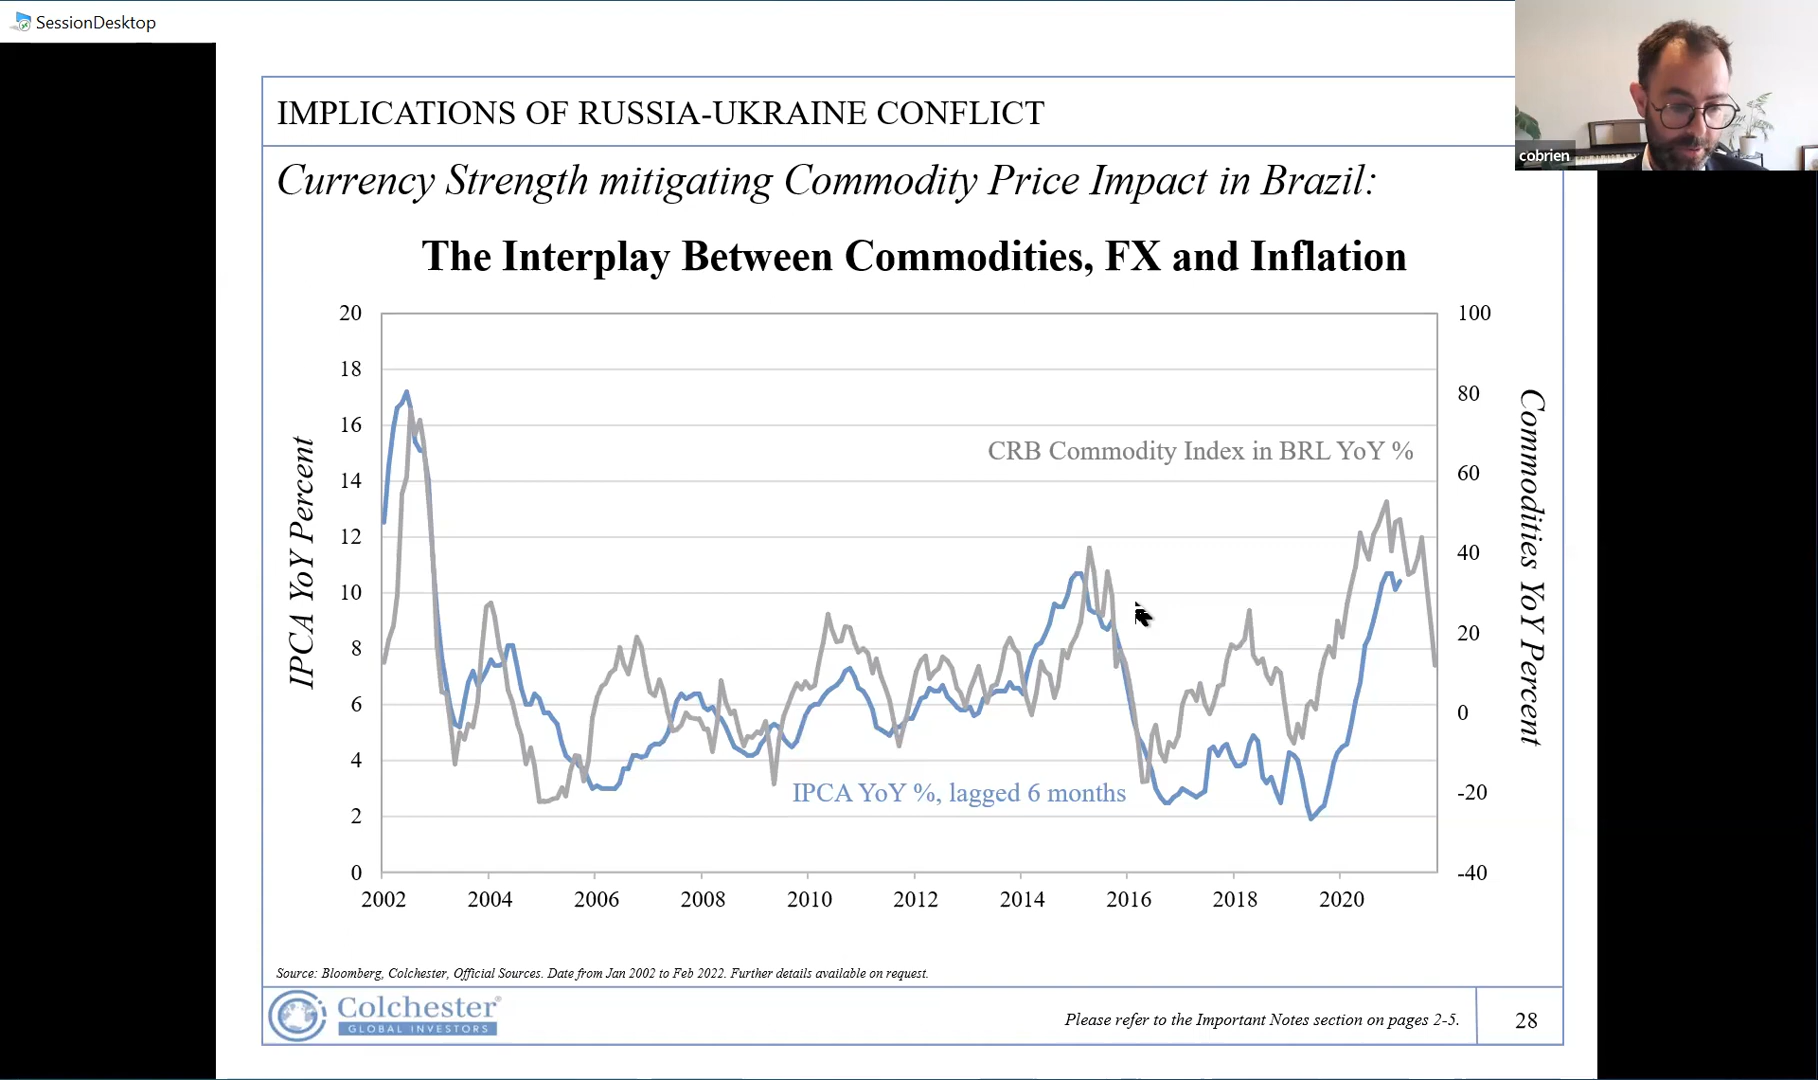 SessionDesktop
cobrien
IMPLICATIONS OF RUSSIA-UKRAINE CONFLICT
Currency Strength mitigating Commodity Price Impact in Brazil:
The Interplay Between Commodities, FX and Inflation
IPCA YoY Percent
20
18
16
14
12
10
8
6
4
2
0
CRB Commodity Index in BRL YoY %
IPCA YoY %, lagged 6 months
100
80
60
40
20
0
-20
-40
Commodities YoY Percent
2002 2004 2006 2008 2010 2012 2014 2016 2018 2020
Source: Bloomberg, Colchester, Official Sources. Date from Jan 2002 to Feb 2022. Further details available on request.
Colchester®
GLOBAL INVESTORS
Please refer to the Important Notes section on pages 2-5.
28